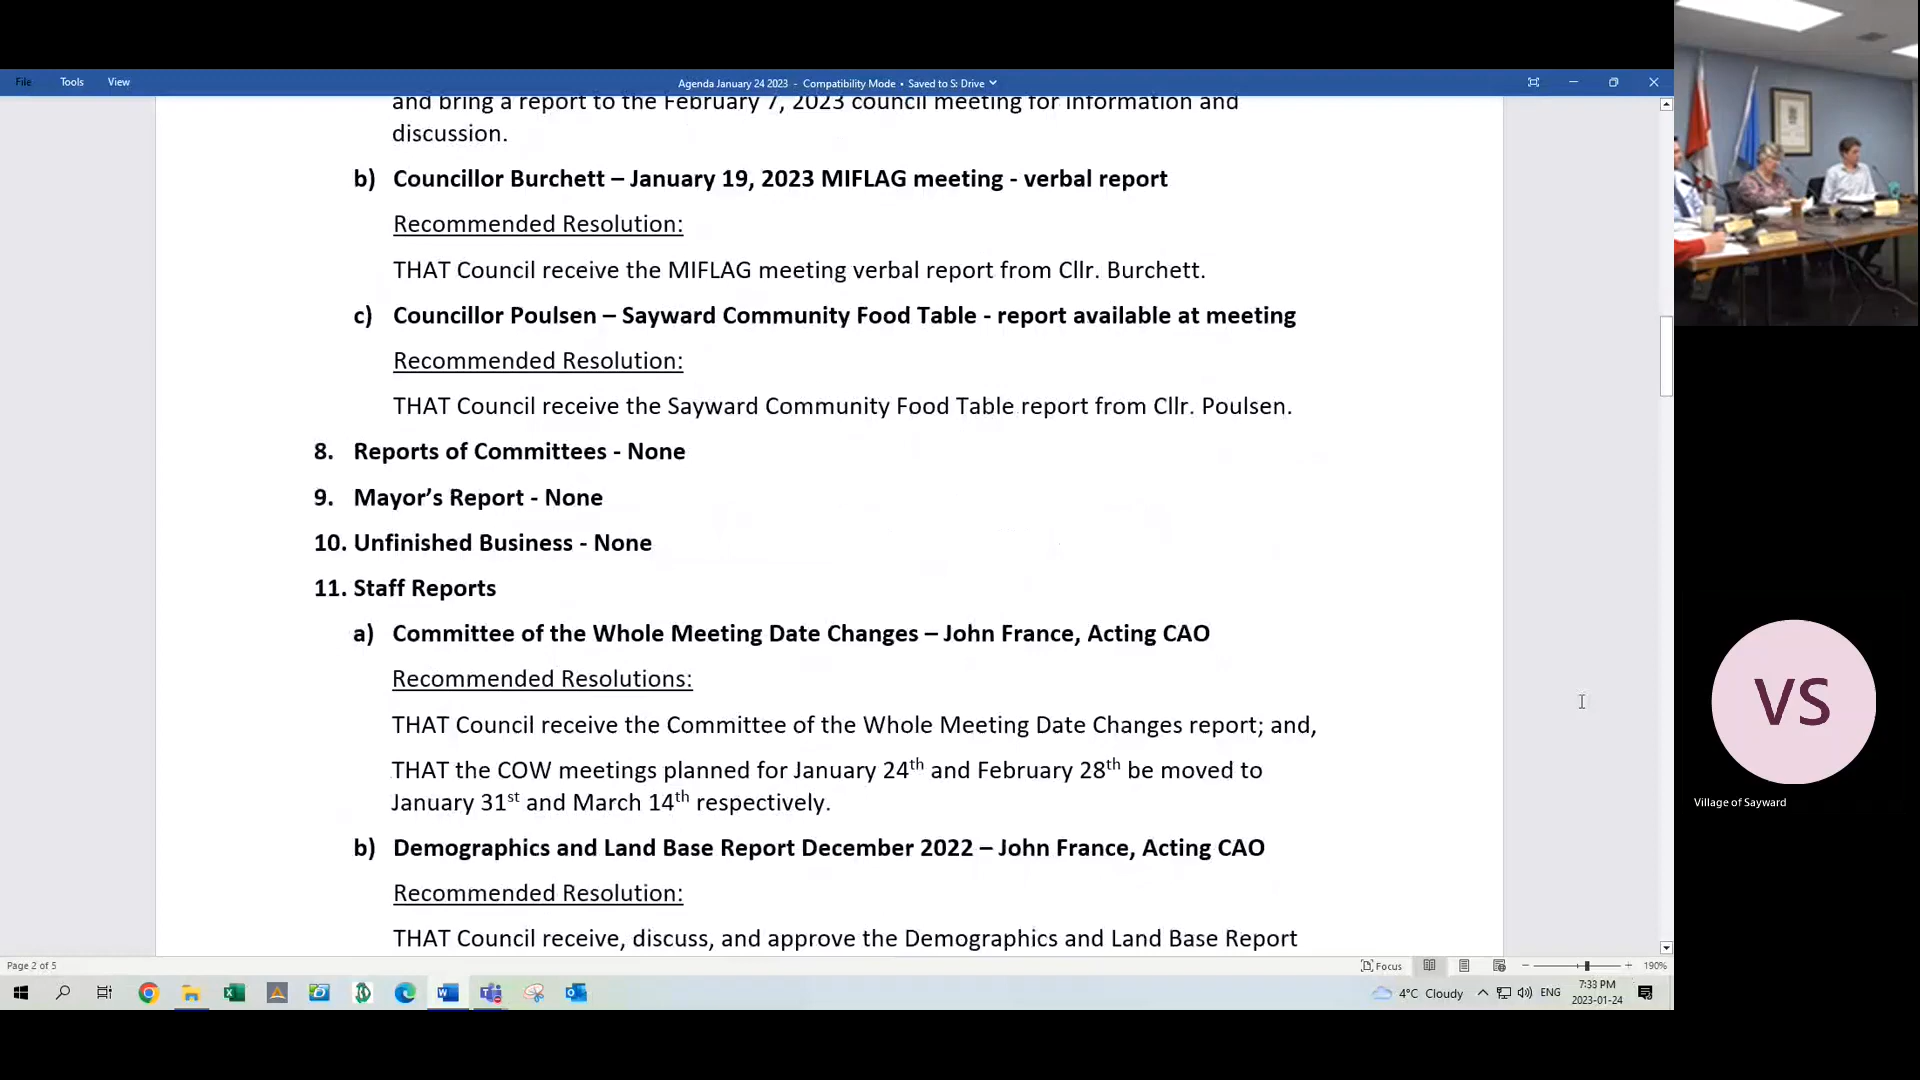 File Tools View Agenda January 24 2023 - Compatibility Mode • Saved to S: Drive
and bring a report to the February 7, 2023 council meeting for information and
discussion.
b) Councillor Burchett – January 19, 2023 MIFLAG meeting - verbal report
Recommended Resolution:
THAT Council receive the MIFLAG meeting verbal report from Cllr. Burchett.
c) Councillor Poulsen – Sayward Community Food Table - report available at meeting
Recommended Resolution:
THAT Council receive the Sayward Community Food Table report from Cllr. Poulsen.
8. Reports of Committees - None
9. Mayor’s Report - None
10. Unfinished Business - None
11. Staff Reports
a) Committee of the Whole Meeting Date Changes – John France, Acting CAO
Recommended Resolutions:
THAT Council receive the Committee of the Whole Meeting Date Changes report; and,
THAT the COW meetings planned for January 24th and February 28th be moved to
January 31st and March 14th respectively.
b) Demographics and Land Base Report December 2022 – John France, Acting CAO
Recommended Resolution:
THAT Council receive, discuss, and approve the Demographics and Land Base Report
VS
Village of Sayward
Page 2 of 5 Focus 190%
4°C Cloudy ENG 7:33 PM
2023-01-24